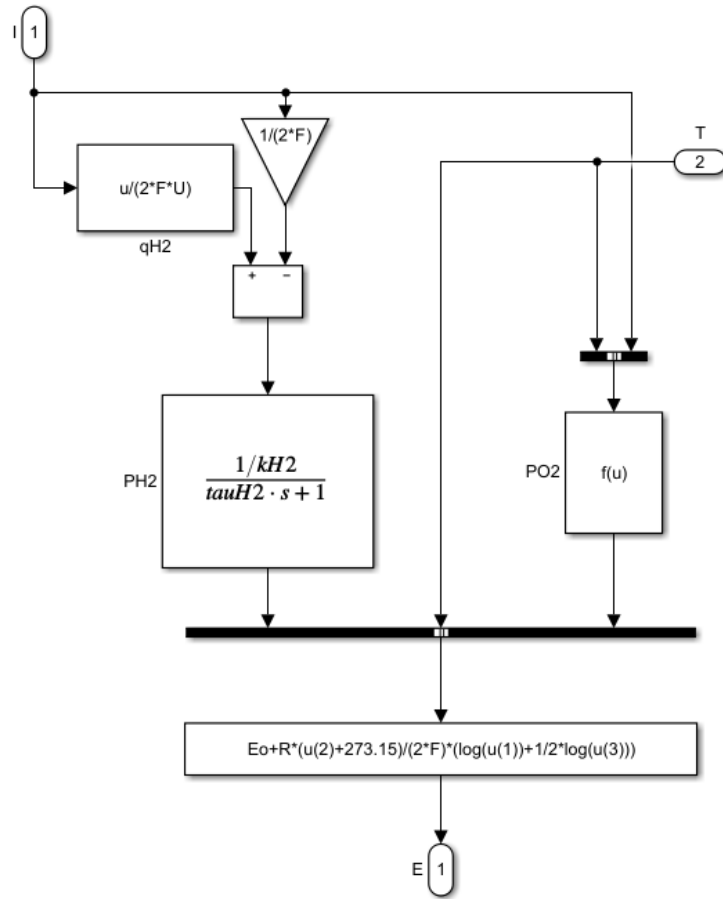 I
1
1/(2*F)
T
2
u/(2*F*U)
qH2
+ −
PH2
1/kH2
tauH2 · s + 1
PO2
f(u)
Eo+R*(u(2)+273.15)/(2*F)*(log(u(1))+1/2*log(u(3)))
E
1